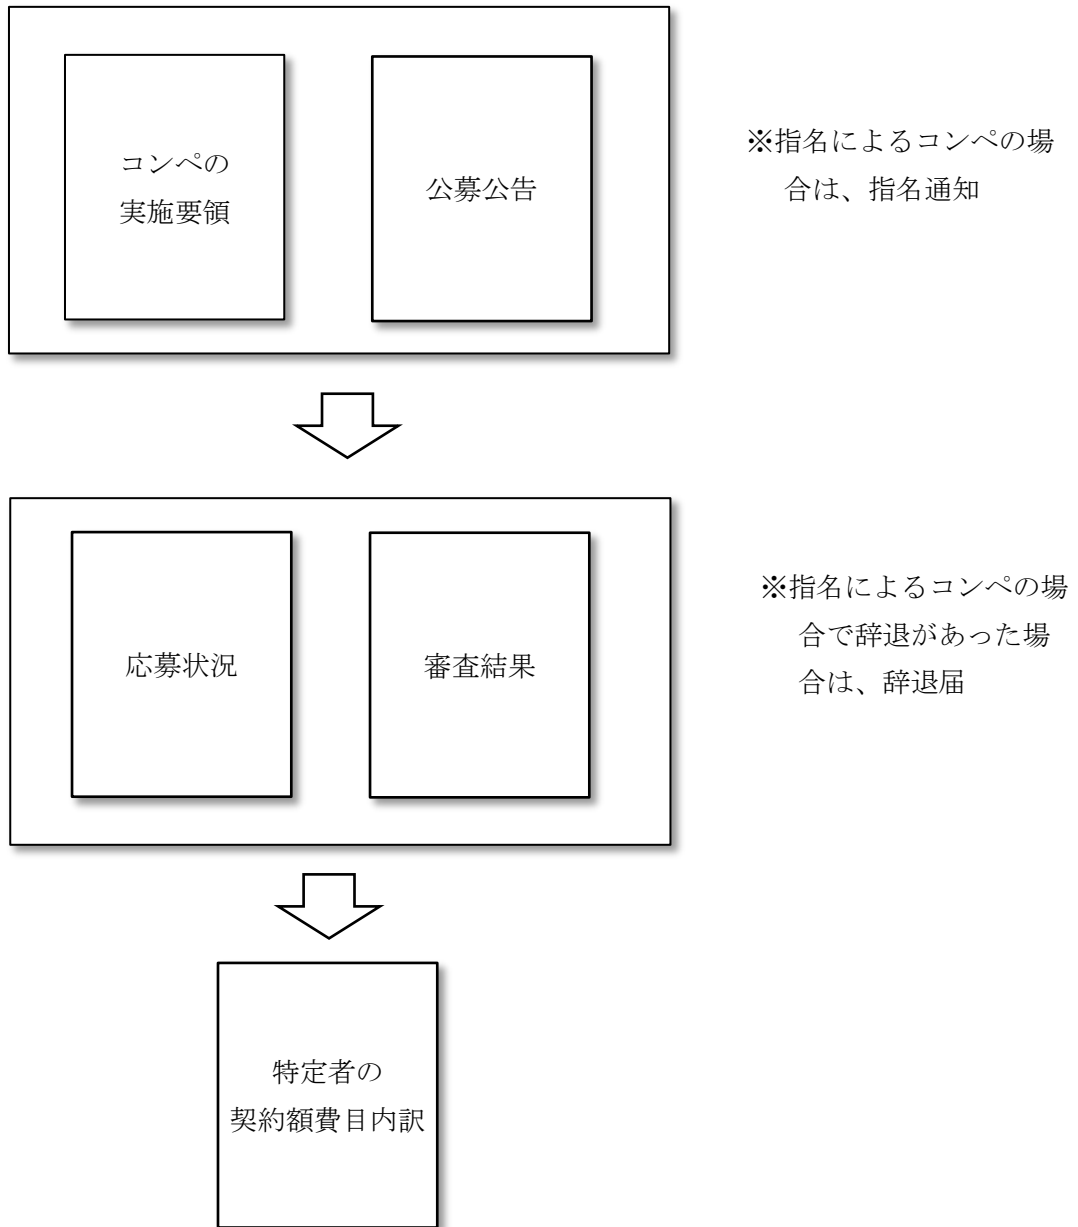 コンペの
実施要領
公募公告
※指名によるコンペの場
合は、指名通知
応募状況
審査結果
※指名によるコンペの場
合で辞退があった場
合は、辞退届
特定者の
契約額費目内訳